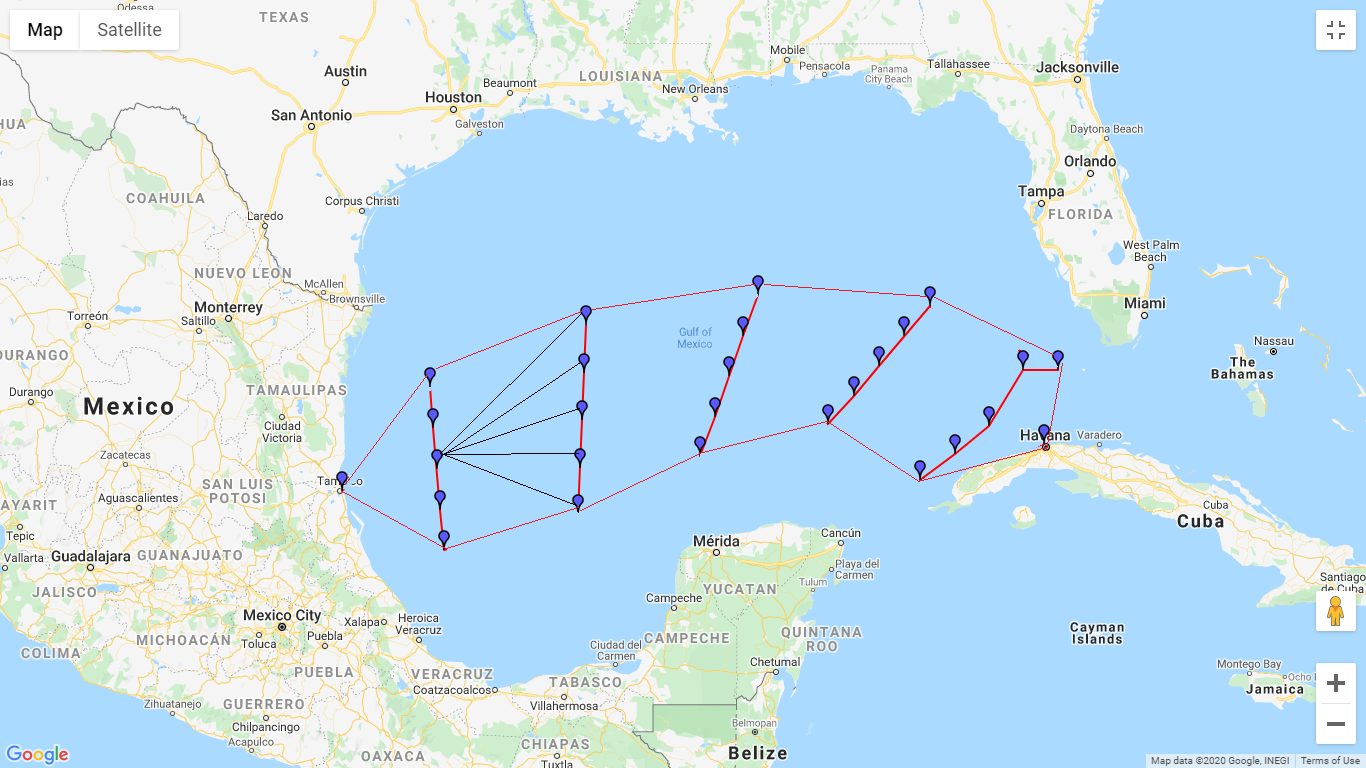 Odessa
TEXAS
Map
Satellite
Mobile
Tallahassee
Jacksonville
Austin
LOUISIANA
Pensacola
Panama
City Beach
Beaumont
New Orleans
Houston
San Antonio
Galveston
HUA
Daytona Beach
Orlando
ias
COAHUILA
Corpus Christi
Tampa
Laredo
FLORIDA
West Palm
Beach
NUEVO LEON
McAllen
Brownsville
Monterrey
Miami
Torreón
Saltillo
Gulf of
Mexico
Nassau
DURANGO
The
Bahamas
TAMAULIPAS
Durango
Mexico
Ciudad
Victoria
Havana
Varadero
Zacatecas
SAN LUIS
POTOSI
Aguascalientes
AYARIT
Cuba
Cuba
Tepic
Mérida
Cancún
Vallarta
Guadalajara
GUANAJUATO
Playa del
Carmen
Tulum
YUCATAN
JALISCO
Campeche
Santiago
de Cuba
Mexico City
Xalapa
Heroica
Veracruz
Cayman
Islands
MICHOACÁN
Toluca
Puebla
Ciudad del
Carmen
CAMPECHE
QUINTANA
ROO
COLIMA
PUEBLA
VERACRUZ
Chetumal
Montego Bay
Coatzacoalcos
TABASCO
Ocho
Jamaica
Zihuatanejo
GUERRERO
Villahermosa
Chilpancingo
Belmopan
Acapulco
CHIAPAS
Google
OAXACA
Tuxtla
Belize
Map data ©2020 Google, INEGI
Terms of Use